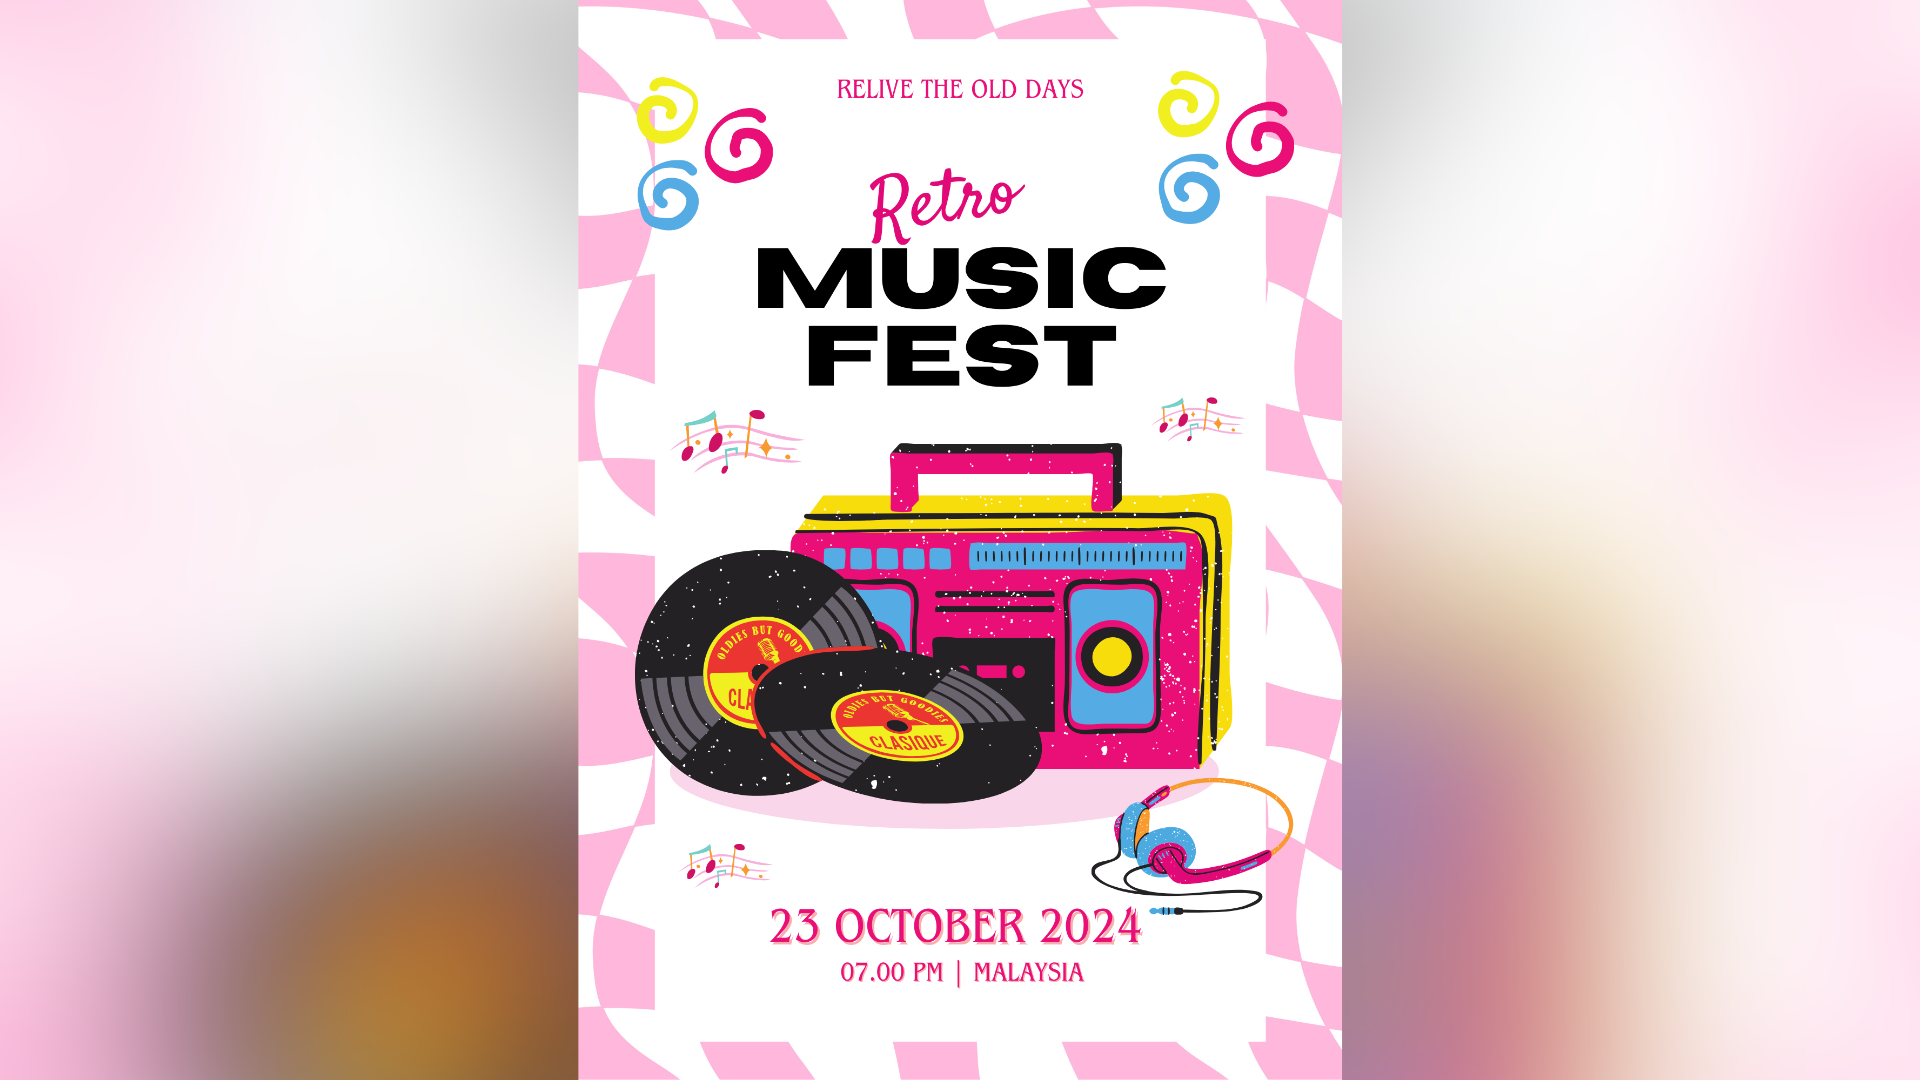 RELIVE THE OLD DAYS
Retro
MUSIC
FEST
OLDIES BUT GOOD
CLA
OLDIES BUT GOODIES
CLASIQUE
23 OCTOBER 2024
07.00 PM | MALAYSIA